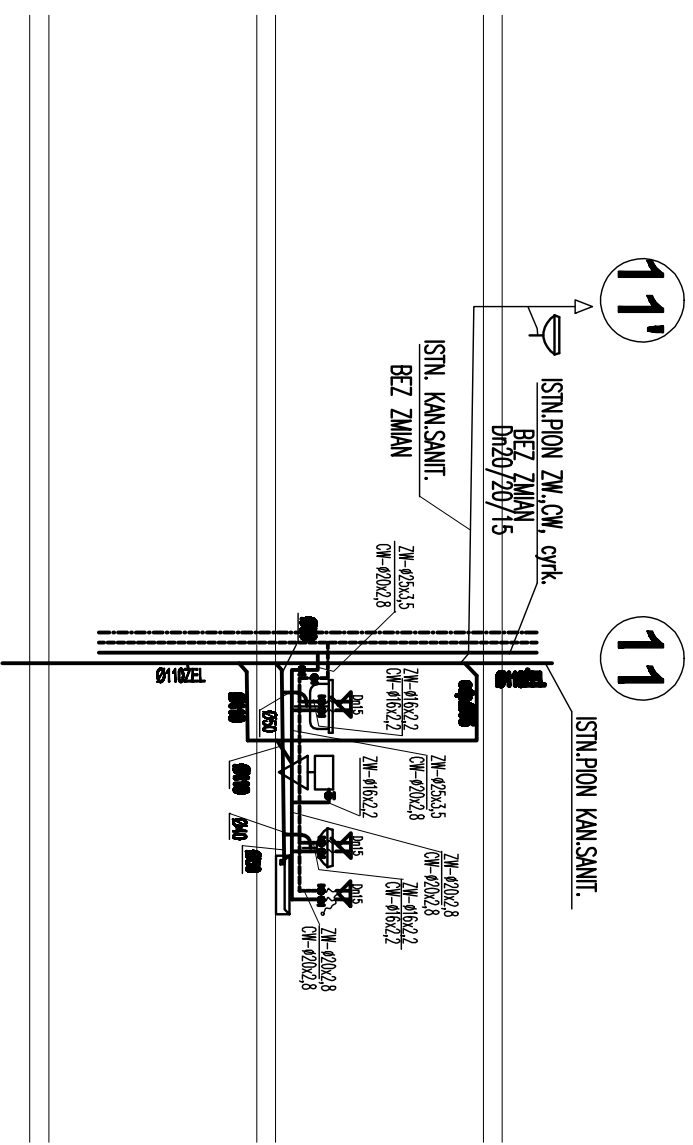 11'
11
ISTN.PION ZW.,CW, cyrk.
BEZ ZMIAN
Dn20/20/15
ISTN. KAN.SANIT.
BEZ ZMIAN
ISTN.PION KAN.SANIT.
ZW-ø25x3,5
CW-ø20x2,8
Ø110ŻEL
Ø50
ZW-ø16x2,2
CW-ø16x2,2
Dn15
ZW-ø25x3,5
CW-ø20x2,8
ZW-ø16x2,2
Ø40
Dn15
ZW-ø20x2,8
CW-ø20x2,8
ZW-ø16x2,2
CW-ø16x2,2
Dn15
ZW-ø20x2,8
CW-ø20x2,8